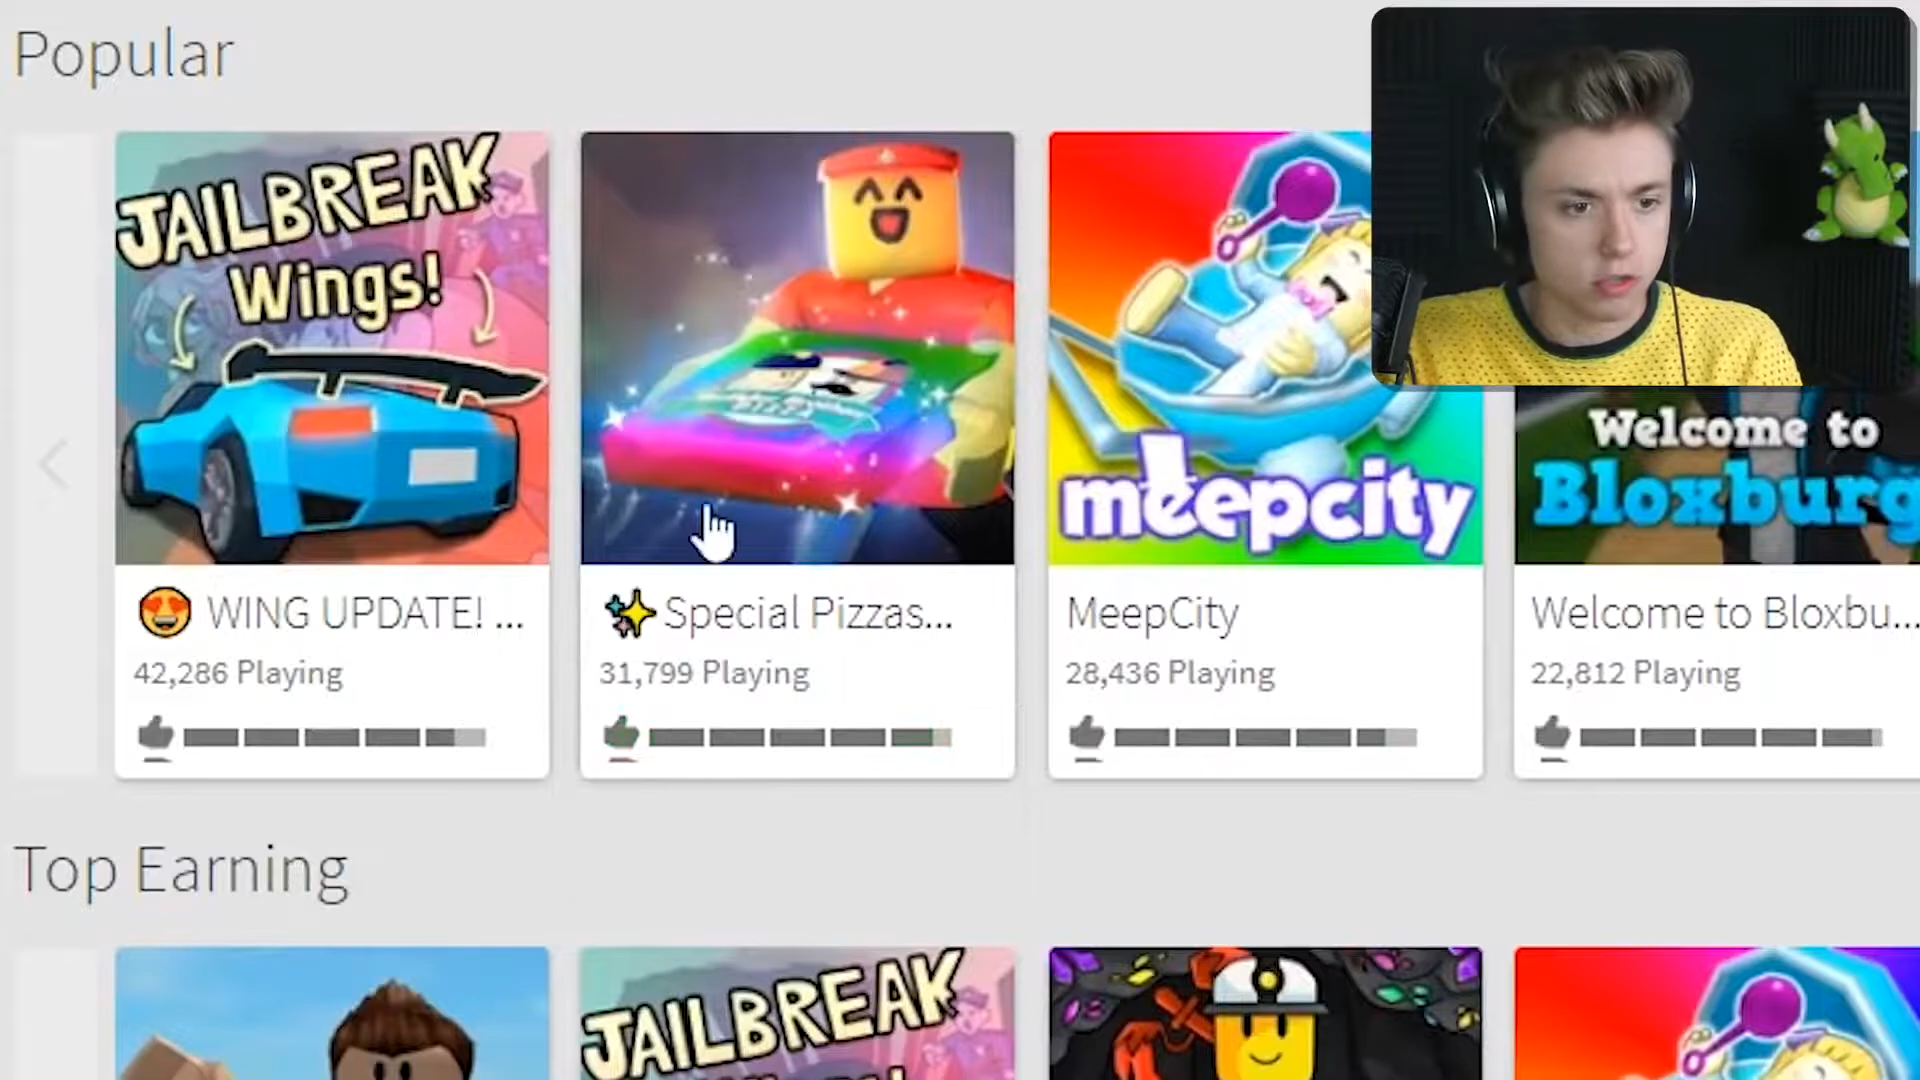 Popular
JAILBREAK
Wings!
meepcity
Welcome to
Bloxburg
WING UPDATE! ...
Special Pizzas...
MeepCity
Welcome to Bloxbu...
42,286 Playing
31,799 Playing
28,436 Playing
22,812 Playing
Top Earning
JAILBREAK